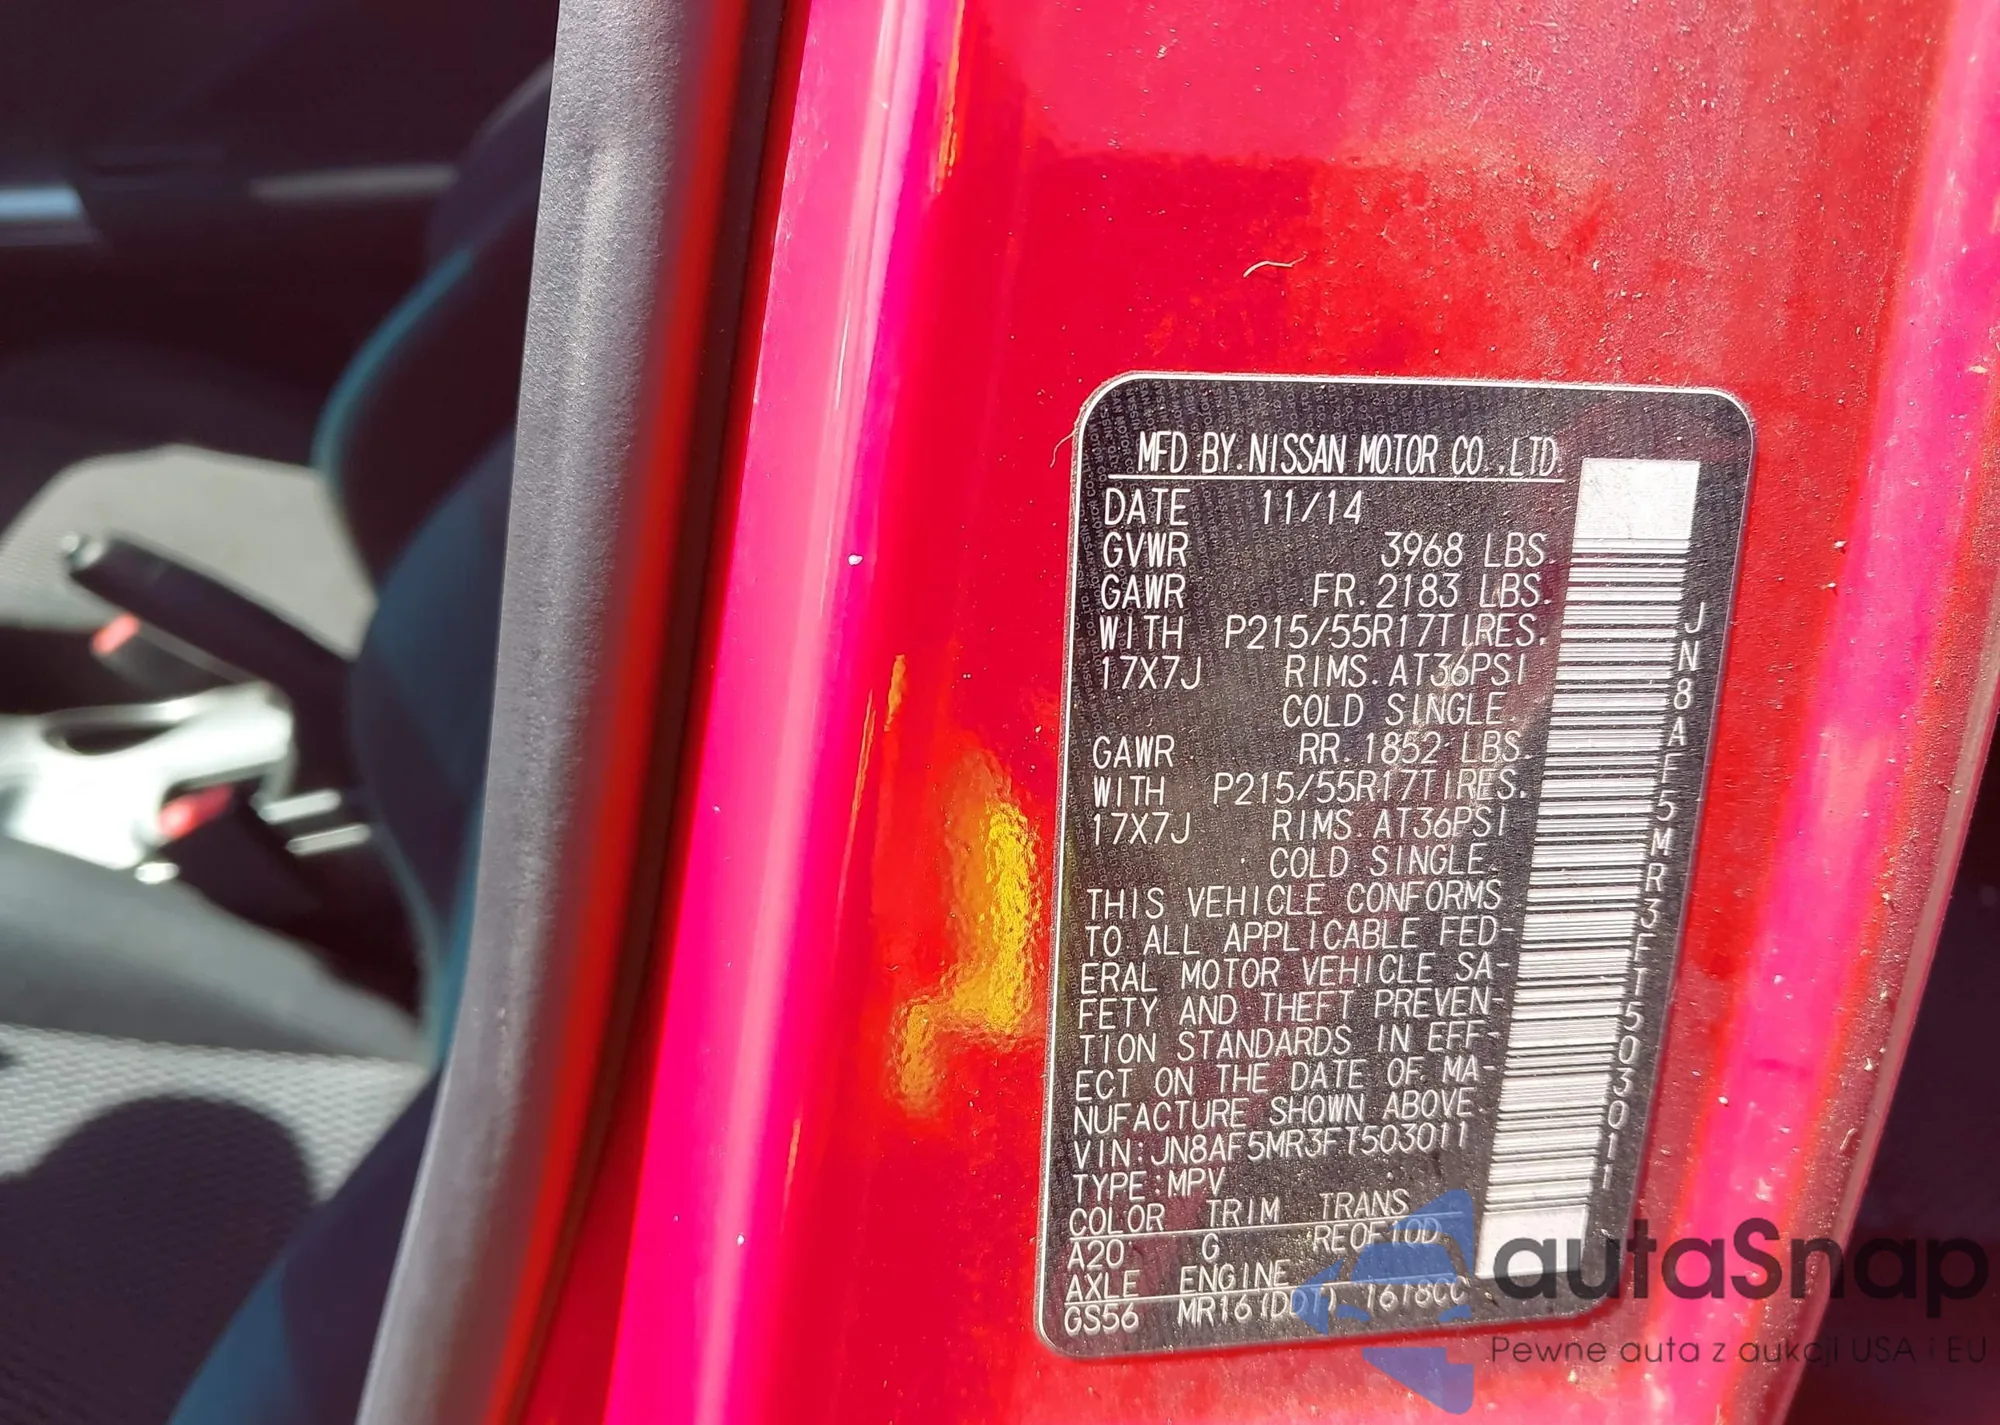 MFD BY.NISSAN MOTOR CO.,LTD.
DATE 11/14
GVWR 3968 LBS.
GAWR FR.2183 LBS.
WITH P215/55R17TIRES.
17X7J RIMS.AT36PSI
COLD SINGLE.
GAWR RR.1852 LBS.
WITH P215/55R17TIRES.
17X7J RIMS.AT36PSI
COLD SINGLE.
THIS VEHICLE CONFORMS
TO ALL APPLICABLE FED-
ERAL MOTOR VEHICLE SA-
FETY AND THEFT PREVEN-
TION STANDARDS IN EFF-
ECT ON THE DATE OF MA-
NUFACTURE SHOWN ABOVE.
VIN:JN8AF5MR3FT503011
TYPE:MPV
COLOR TRIM TRANS
A20 G RE0F10D
AXLE ENGINE
GS56 MR16(DDT) 1618CC
JN8AF5MR3FT503011
autaSnap
Pewne auta z aukcji USA i EU